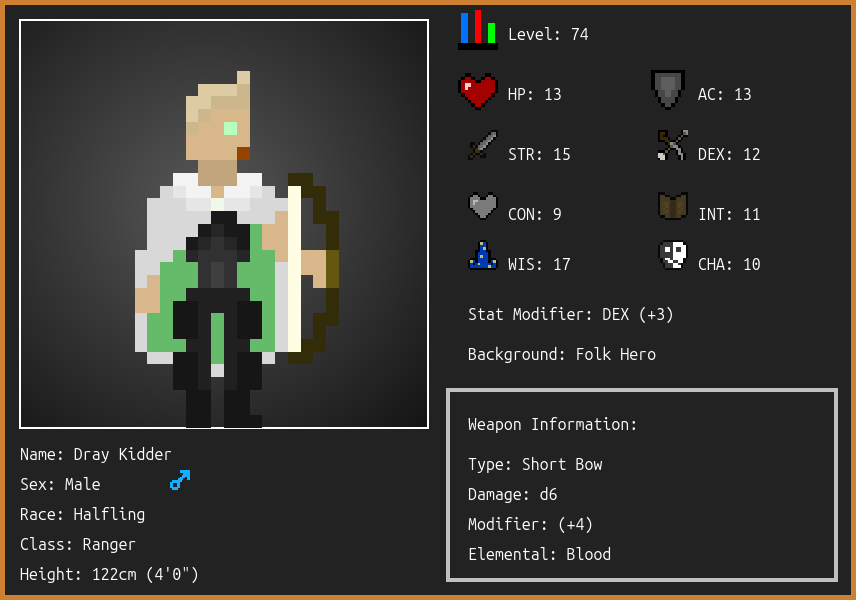 Level: 74
HP: 13
AC: 13
STR: 15
DEX: 12
CON: 9
INT: 11
WIS: 17
CHA: 10
Stat Modifier: DEX (+3)
Background: Folk Hero
Weapon Information:
Type: Short Bow
Damage: d6
Modifier: (+4)
Elemental: Blood
Name: Dray Kidder
Sex: Male
Race: Halfling
Class: Ranger
Height: 122cm (4'0")